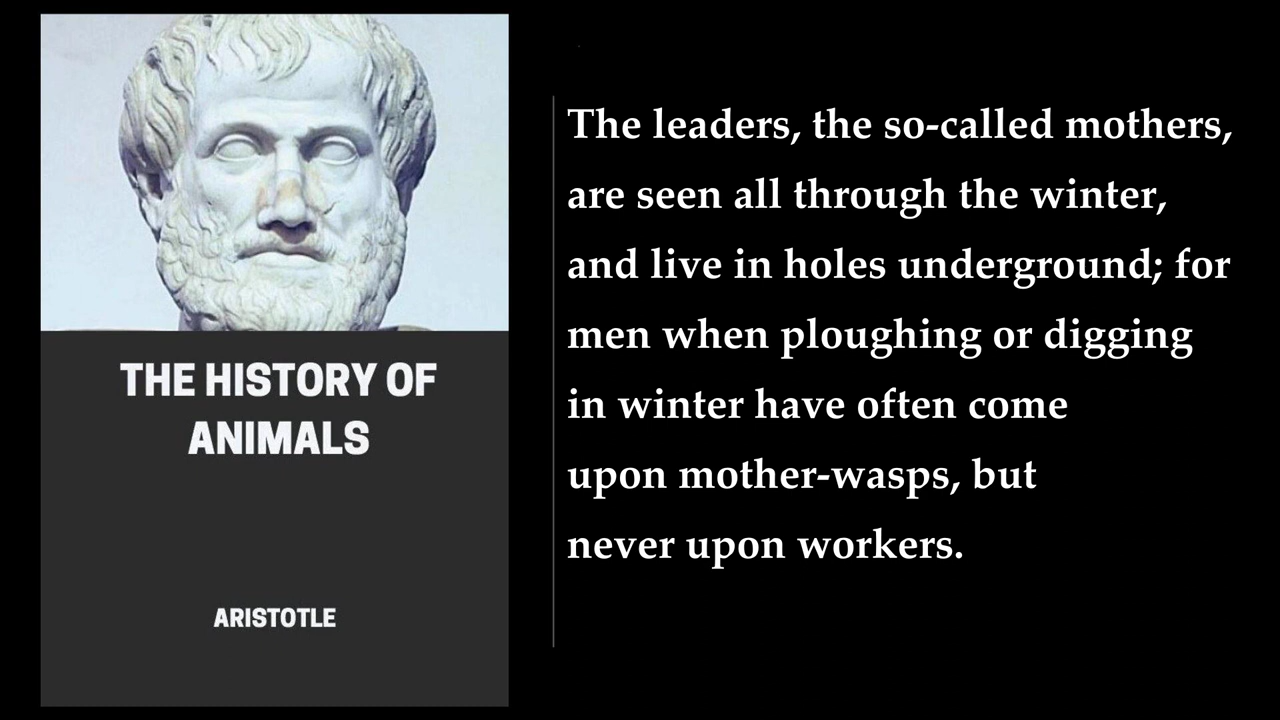 THE HISTORY OF
ANIMALS
ARISTOTLE
The leaders, the so-called mothers,
are seen all through the winter,
and live in holes underground; for
men when ploughing or digging
in winter have often come
upon mother-wasps, but
never upon workers.